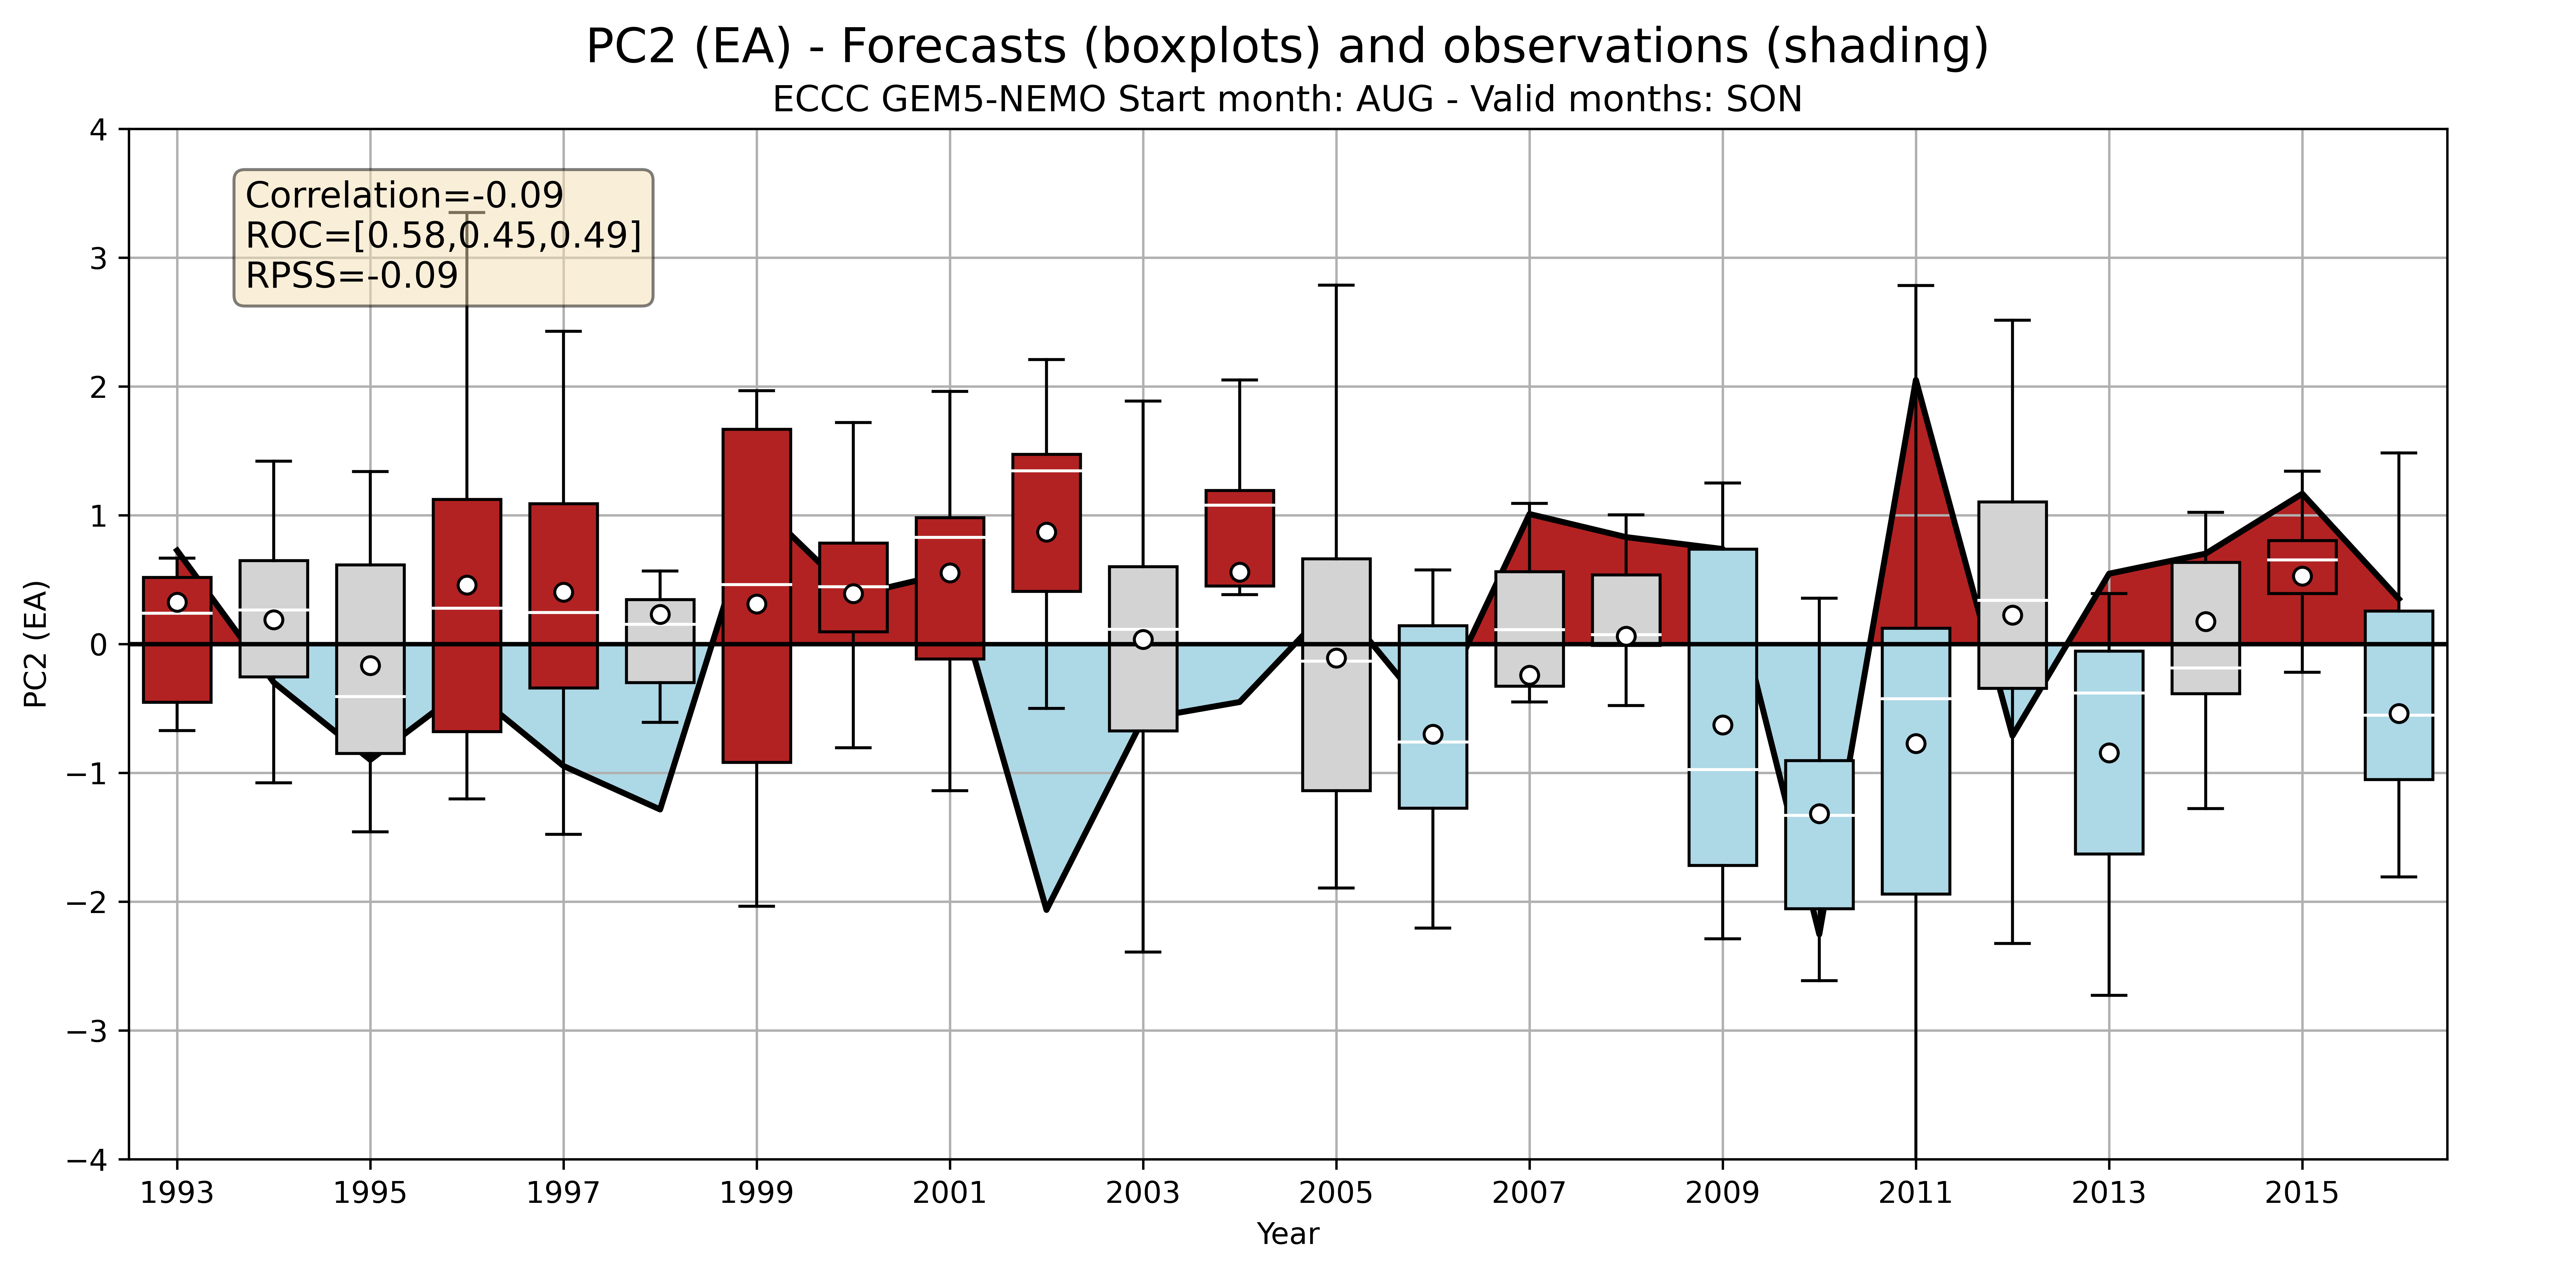 PC2 (EA) - Forecasts (boxplots) and observations (shading)
ECCC GEM5-NEMO Start month: AUG - Valid months: SON
Correlation=-0.09
ROC=[0.58,0.45,0.49]
RPSS=-0.09
4
3
2
1
0
−1
−2
−3
−4
PC2 (EA)
1993 1995 1997 1999 2001 2003 2005 2007 2009 2011 2013 2015
Year